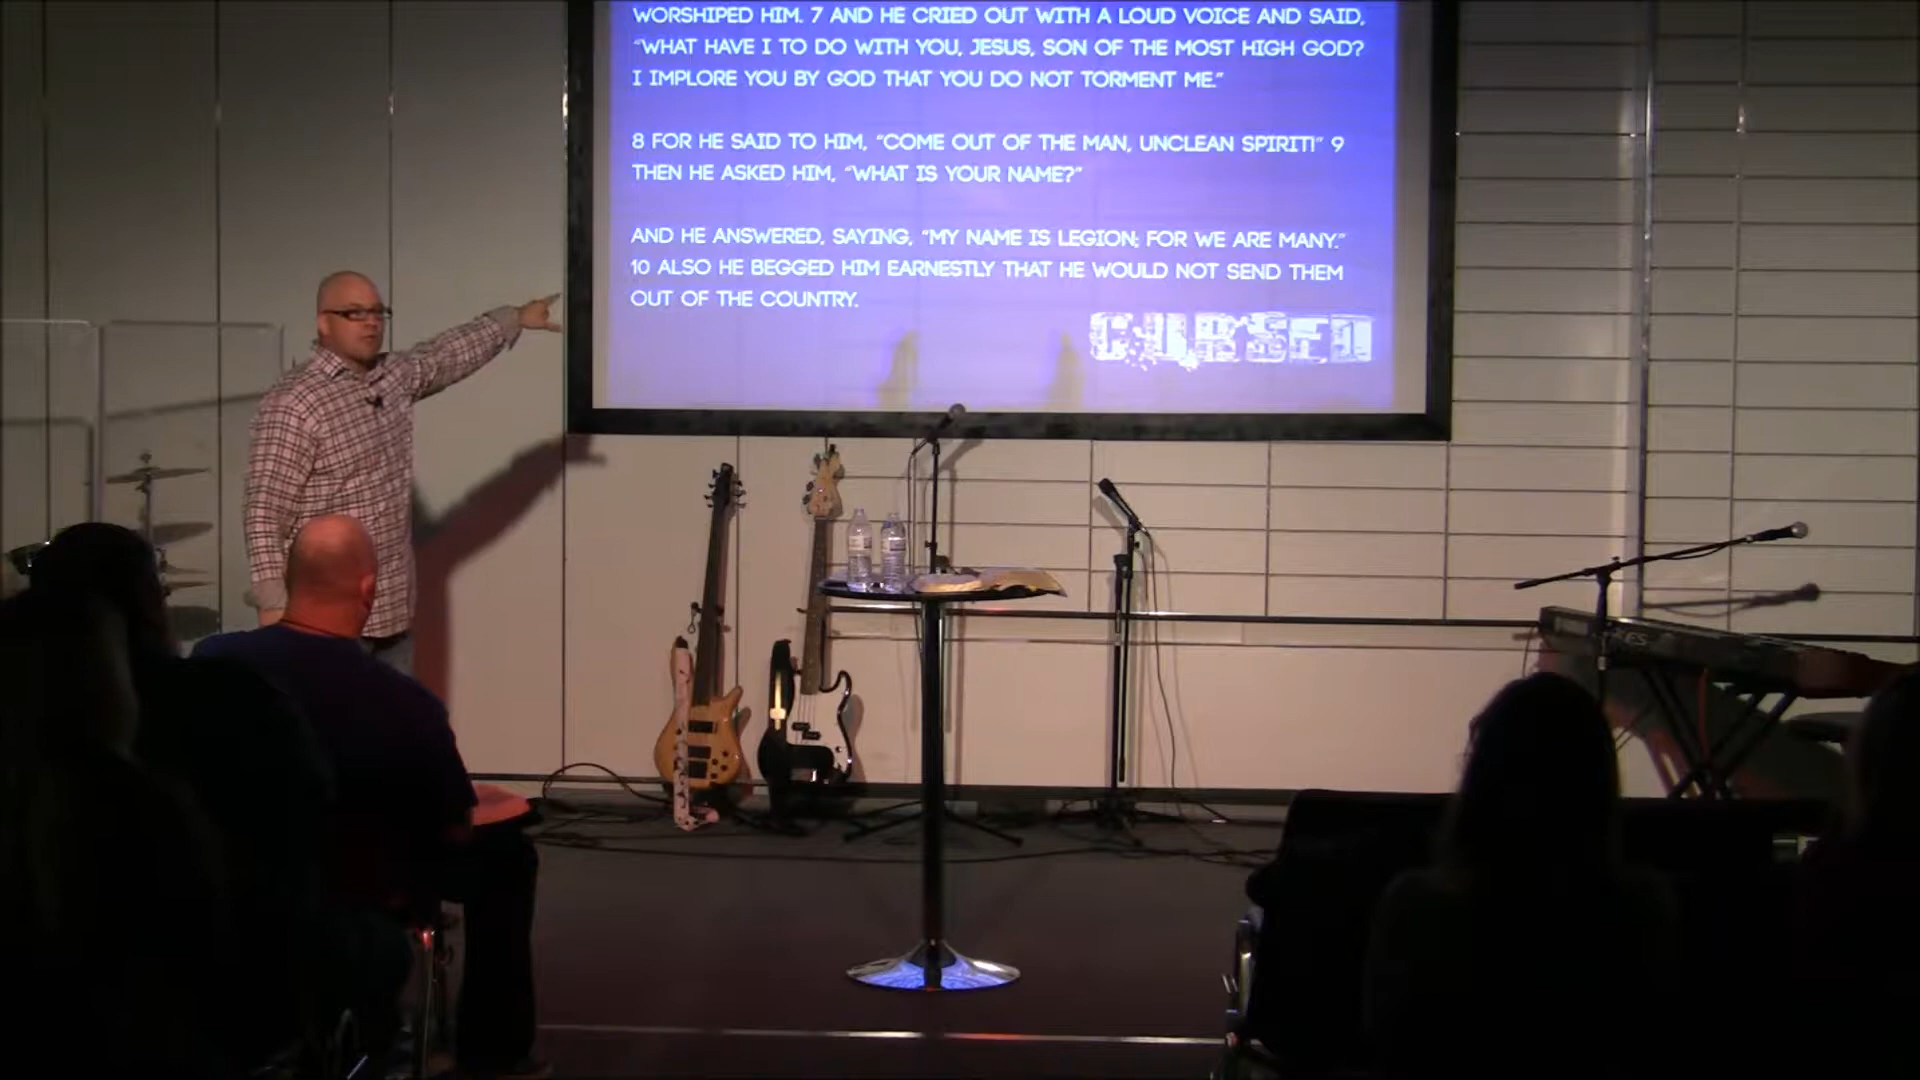 WORSHIPED HIM. 7 AND HE CRIED OUT WITH A LOUD VOICE AND SAID,
“WHAT HAVE I TO DO WITH YOU, JESUS, SON OF THE MOST HIGH GOD?
I IMPLORE YOU BY GOD THAT YOU DO NOT TORMENT ME.”
8 FOR HE SAID TO HIM, “COME OUT OF THE MAN, UNCLEAN SPIRIT!” 9
THEN HE ASKED HIM, “WHAT IS YOUR NAME?”
AND HE ANSWERED, SAYING, “MY NAME IS LEGION; FOR WE ARE MANY.”
10 ALSO HE BEGGED HIM EARNESTLY THAT HE WOULD NOT SEND THEM
OUT OF THE COUNTRY.
CURSED